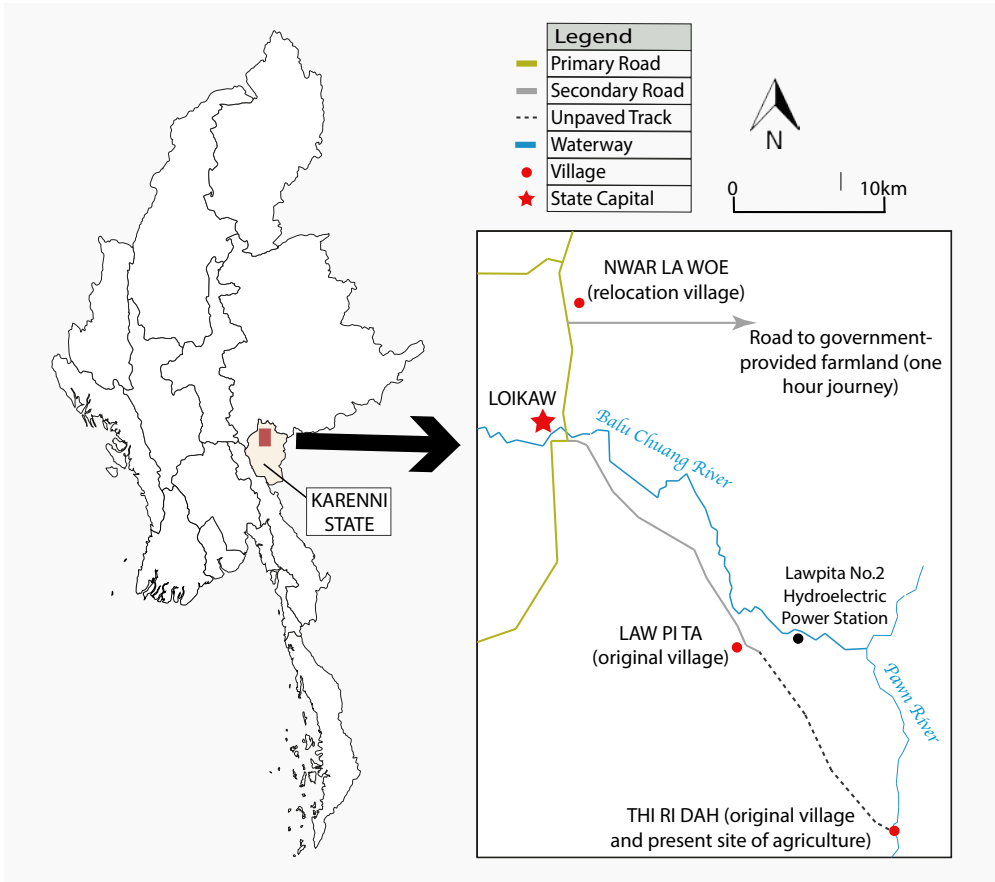 Legend
Primary Road
Secondary Road
Unpaved Track
Waterway
Village
State Capital
N
0
10km
KARENNI
STATE
NWAR LA WOE
(relocation village)
Road to government-
provided farmland (one
hour journey)
LOIKAW
Balu Chuang River
Lawpita No.2
Hydroelectric
Power Station
LAW PI TA
(original village)
Pawn River
THI RI DAH (original village
and present site of agriculture)